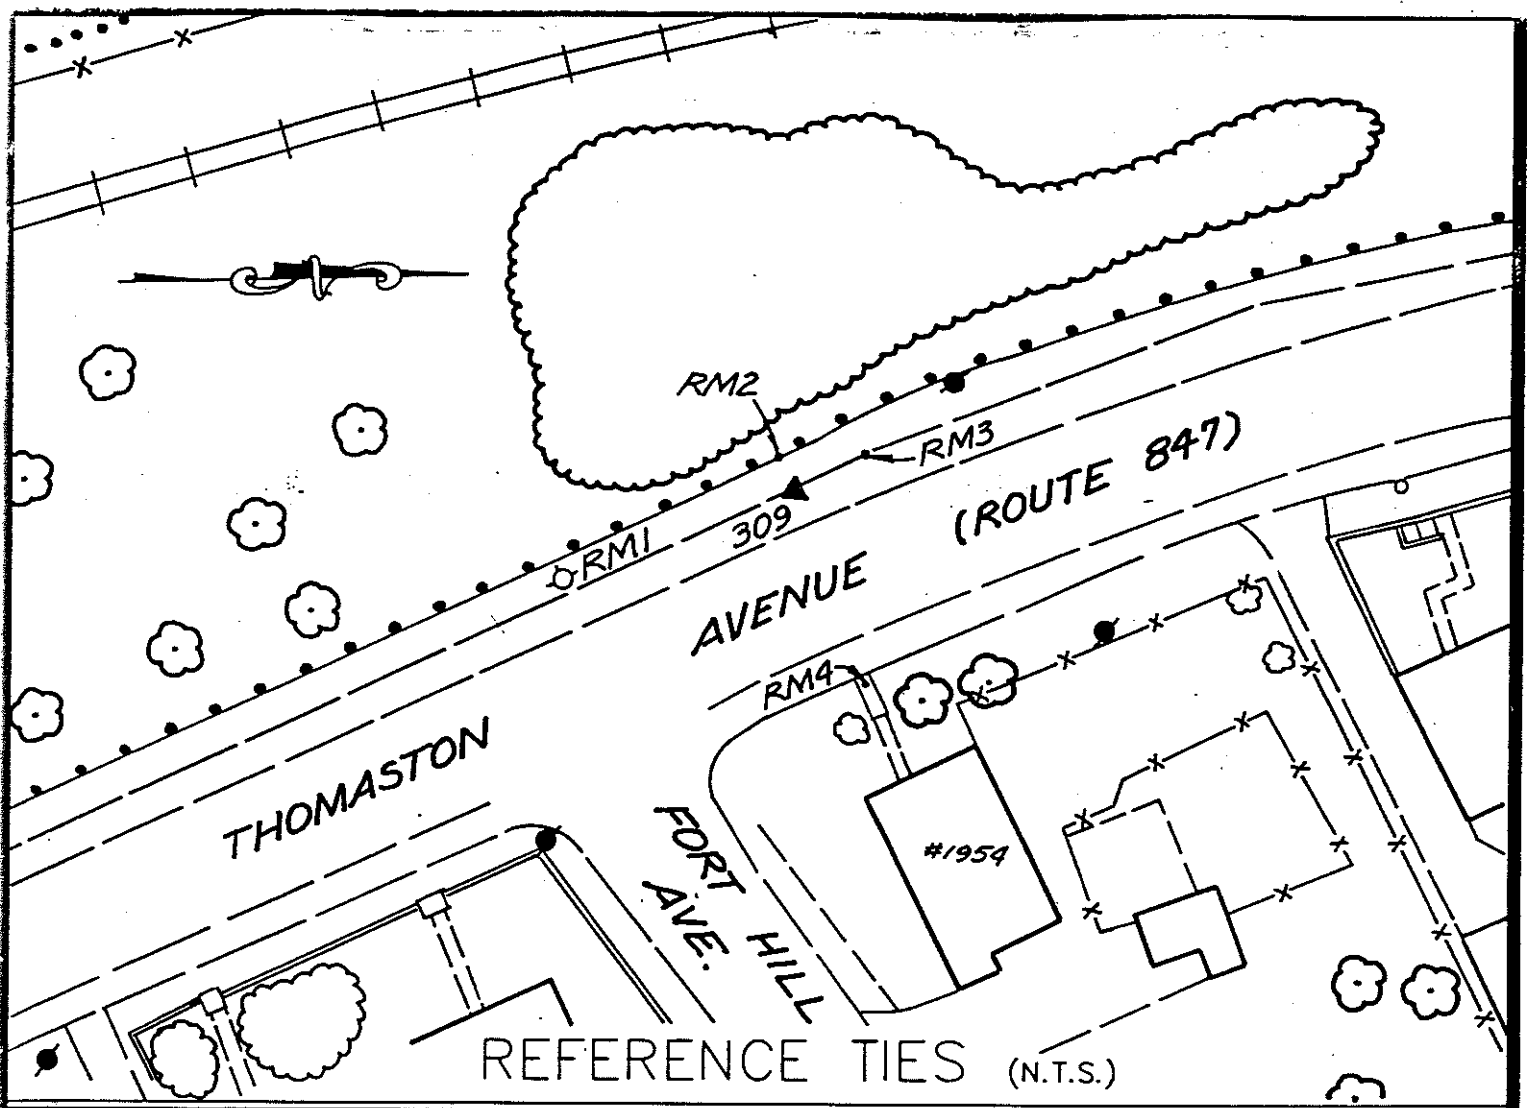 RM2
RM3
RM1
309
THOMASTON AVENUE (ROUTE 847)
RM4
#1954
FORT HILL
AVE.
REFERENCE TIES (N.T.S.)